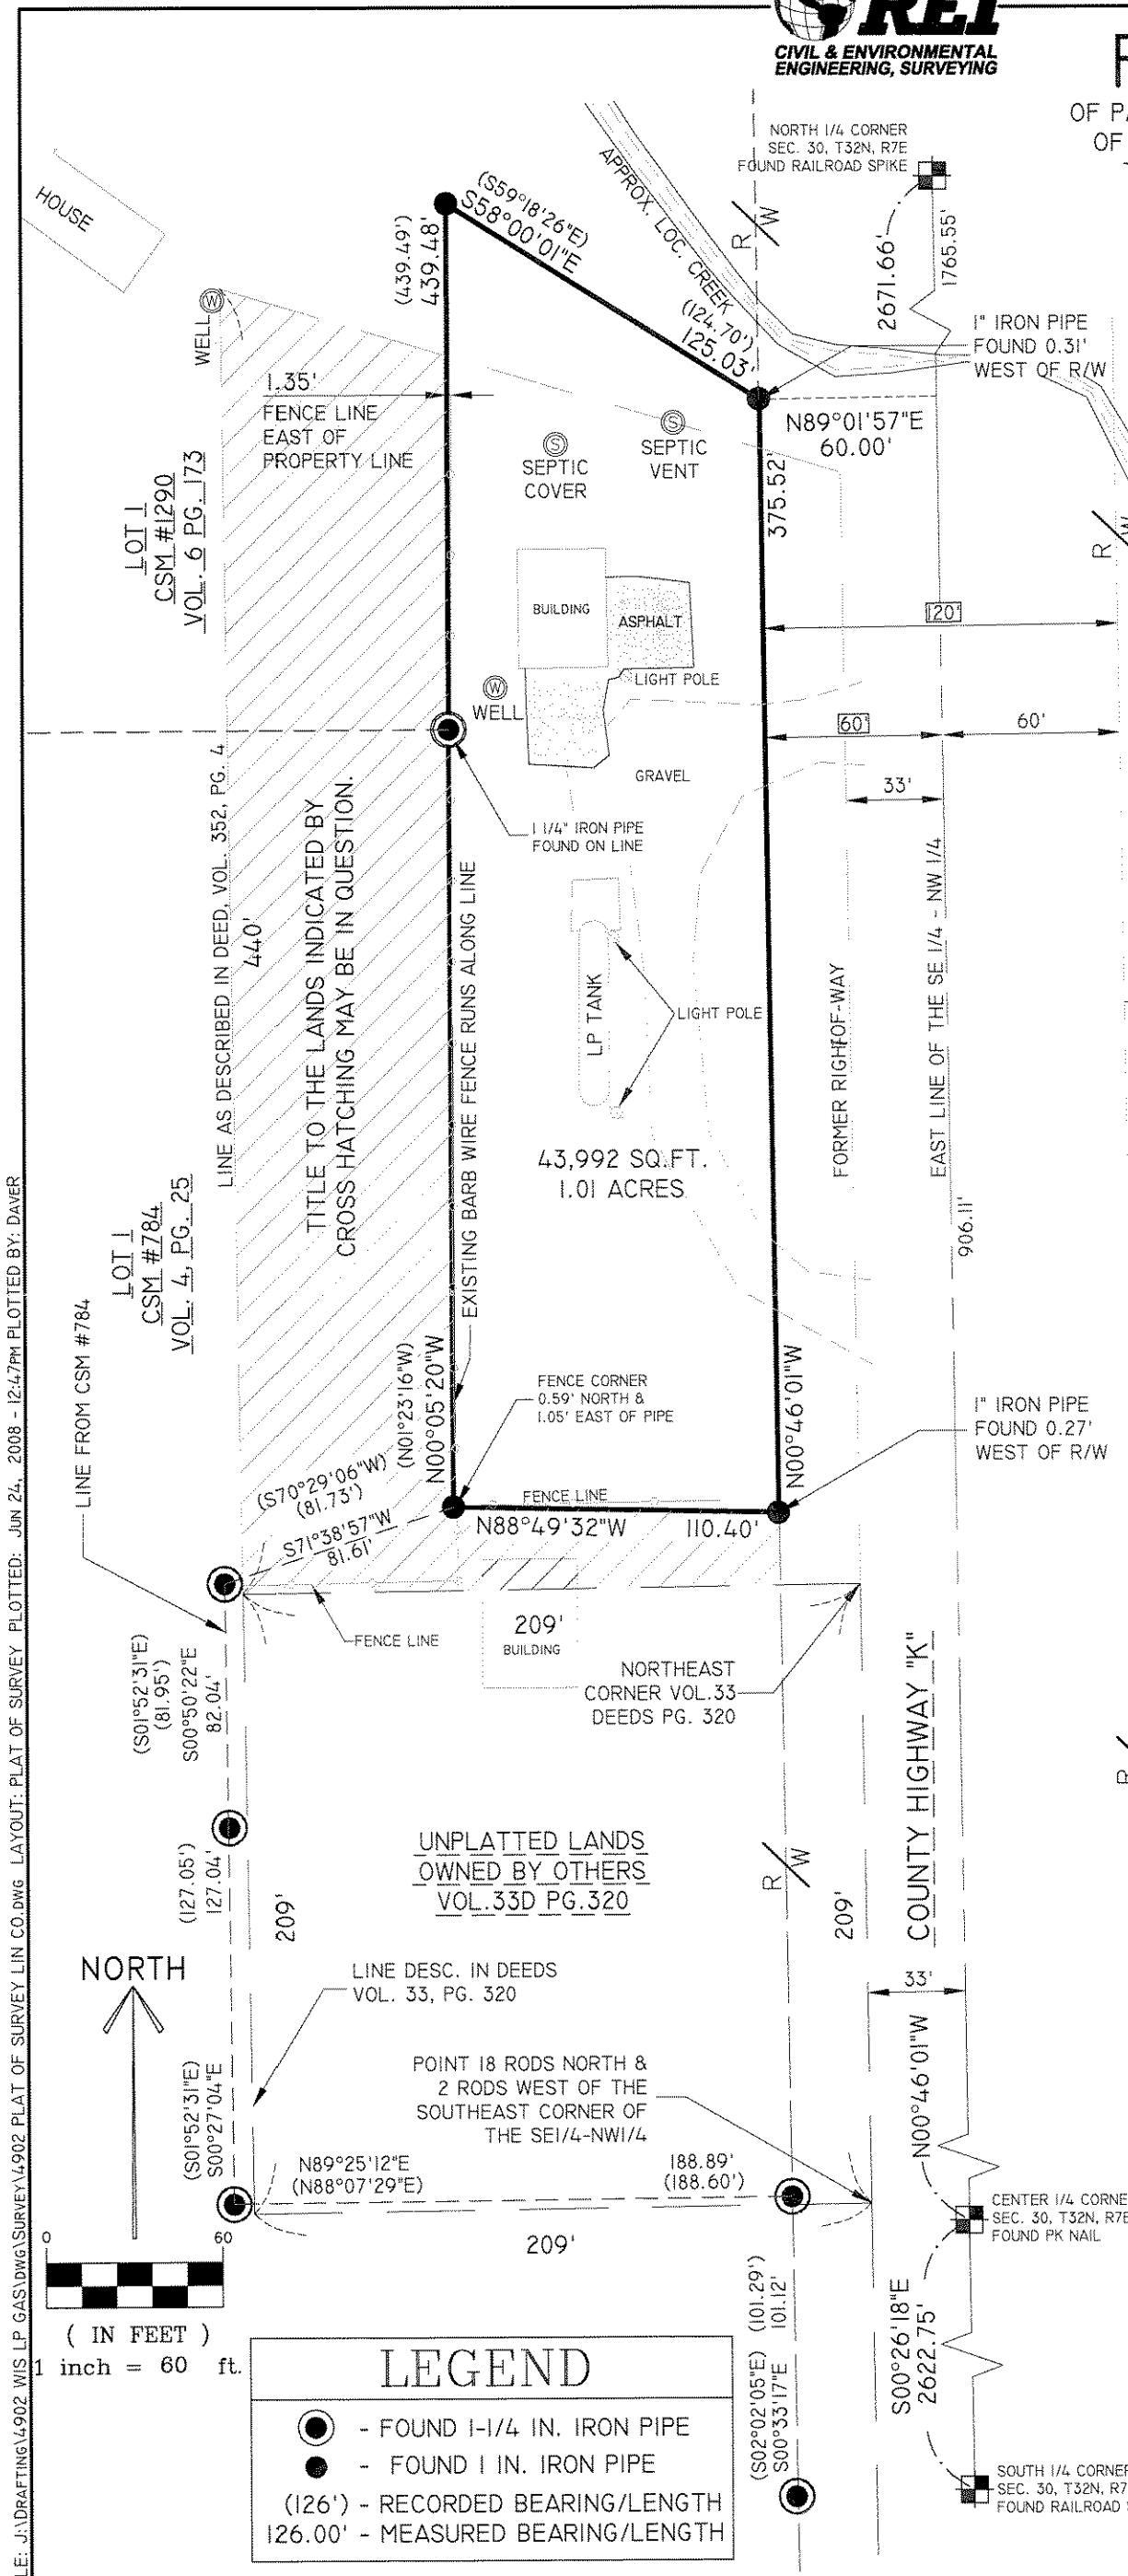 REI
CIVIL & ENVIRONMENTAL
ENGINEERING, SURVEYING
OF
NORTH 1/4 CORNER
SEC. 30, T32N, R7E
FOUND RAILROAD SPIKE
HOUSE
APPROX. LOC. CREEK
R/W
(S59°18'26"E)
S58°00'01"E
(124.70')
125.03'
(439.49')
439.48'
2671.66'
1765.55'
WELL
W
1" IRON PIPE
FOUND 0.31'
WEST OF R/W
1.35'
FENCE LINE
EAST OF
PROPERTY LINE
N89°01'57"E
60.00'
S
SEPTIC
COVER
S
SEPTIC
VENT
375.52'
LOT 1
CSM #1290
VOL. 6 PG. 173
R/W
BUILDING
ASPHALT
120'
LIGHT POLE
W
WELL
60'
60'
33'
GRAVEL
1 1/4" IRON PIPE
FOUND ON LINE
LINE AS DESCRIBED IN DEED, VOL. 352, PG. 4
440'
TITLE TO THE LANDS INDICATED BY
CROSS HATCHING MAY BE IN QUESTION.
EXISTING BARB WIRE FENCE RUNS ALONG LINE
LP TANK
LIGHT POLE
FORMER RIGHT-OF-WAY
EAST LINE OF THE SE 1/4 - NW 1/4
43,992 SQ.FT.
1.01 ACRES
906.11'
LOT 1
CSM #784
VOL. 4, PG. 25
LINE FROM CSM #784
(N01°23'16"W)
N00°05'20"W
FENCE CORNER
0.59' NORTH &
1.05' EAST OF PIPE
N00°46'01"W
1" IRON PIPE
FOUND 0.27'
WEST OF R/W
(S70°29'06"W)
(81.73')
S71°38'57"W
81.61'
FENCE LINE
N88°49'32"W 110.40'
FENCE LINE
209'
BUILDING
NORTHEAST
CORNER VOL.33
DEEDS PG. 320
(S01°52'31"E)
(81.95')
S00°50'22"E
82.04'
COUNTY HIGHWAY "K"
R
UNPLATTED LANDS
OWNED BY OTHERS
VOL.33D PG.320
R/W
(127.05')
127.04'
209'
209'
NORTH
LINE DESC. IN DEEDS
VOL. 33, PG. 320
33'
POINT 18 RODS NORTH &
2 RODS WEST OF THE
SOUTHEAST CORNER OF
THE SE1/4-NW1/4
N00°46'01"W
(S01°52'31"E)
S00°27'04"E
N89°25'12"E
(N88°07'29"E)
188.89'
(188.60')
209'
CENTER 1/4 CORNE
SEC. 30, T32N, R7E
FOUND PK NAIL
0 60
( IN FEET )
1 inch = 60 ft.
(S02°02'05"E) (101.29')
S00°33'17"E 101.12'
S00°26'18"E
2622.75'
SOUTH 1/4 CORNER
SEC. 30, T32N, R7
FOUND RAILROAD
LEGEND
- FOUND 1-1/4 IN. IRON PIPE
- FOUND 1 IN. IRON PIPE
(126') - RECORDED BEARING/LENGTH
126.00' - MEASURED BEARING/LENGTH
LE: J:\DRAFTING\4902 WIS LP GAS\DWG\SURVEY\4902 PLAT OF SURVEY LIN CO.DWG LAYOUT: PLAT OF SURVEY PLOTTED: JUN 24, 2008 - 12:47PM PLOTTED BY: DAVER